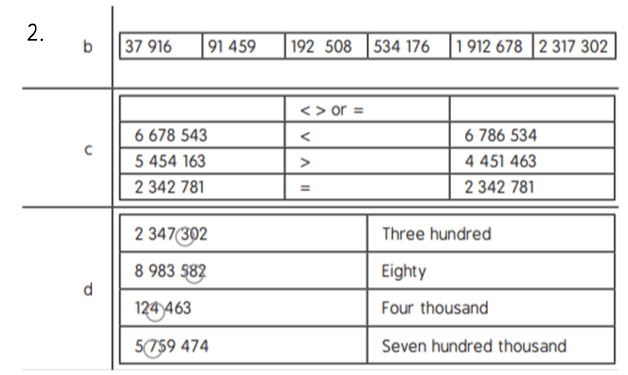 2.
b 37 916 91 459 192 508 534 176 1 912 678 2 317 302
< > or =
6 678 543 < 6 786 534
c 5 454 163 > 4 451 463
2 342 781 = 2 342 781
2 347 302 Three hundred
8 983 582 Eighty
d
124 463 Four thousand
5 759 474 Seven hundred thousand